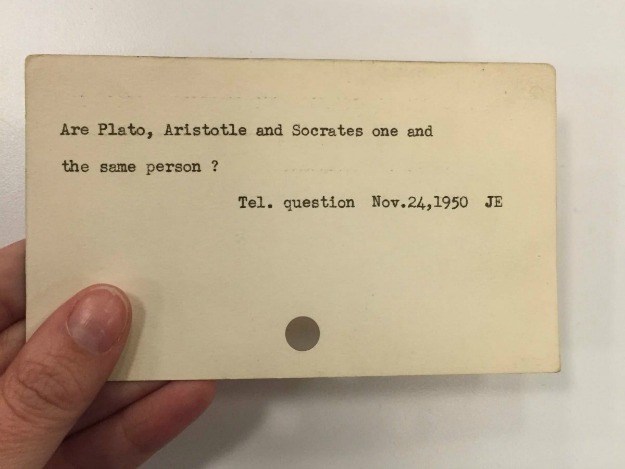 Are Plato, Aristotle and Socrates one and
the same person ?
Tel. question Nov.24,1950 JE